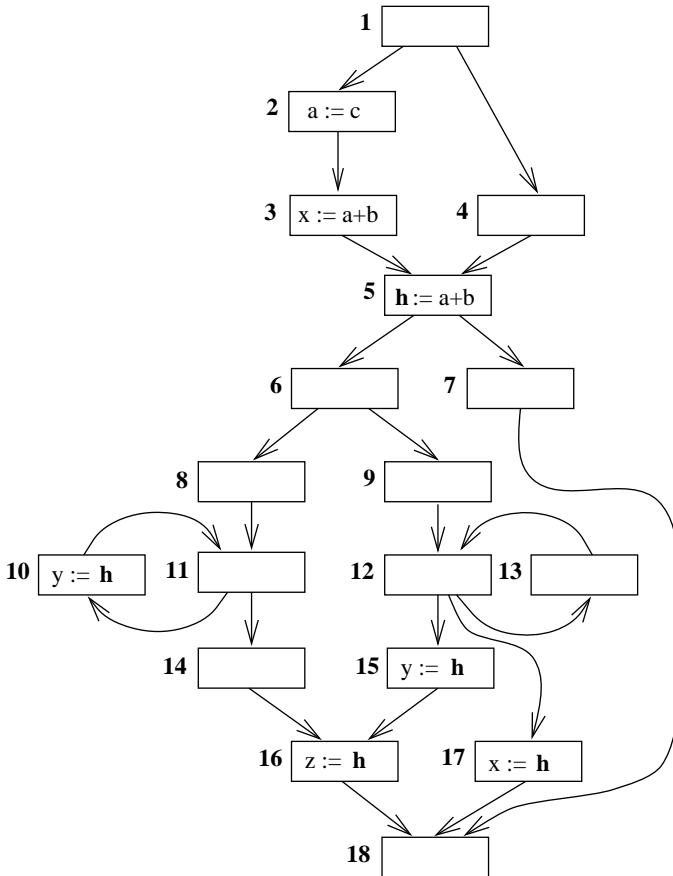 1
2 a := c
3 x := a+b 4
5 h := a+b
6 7
8 9
10 y := h 11 12 13
14 15 y := h
16 z := h 17 x := h
18